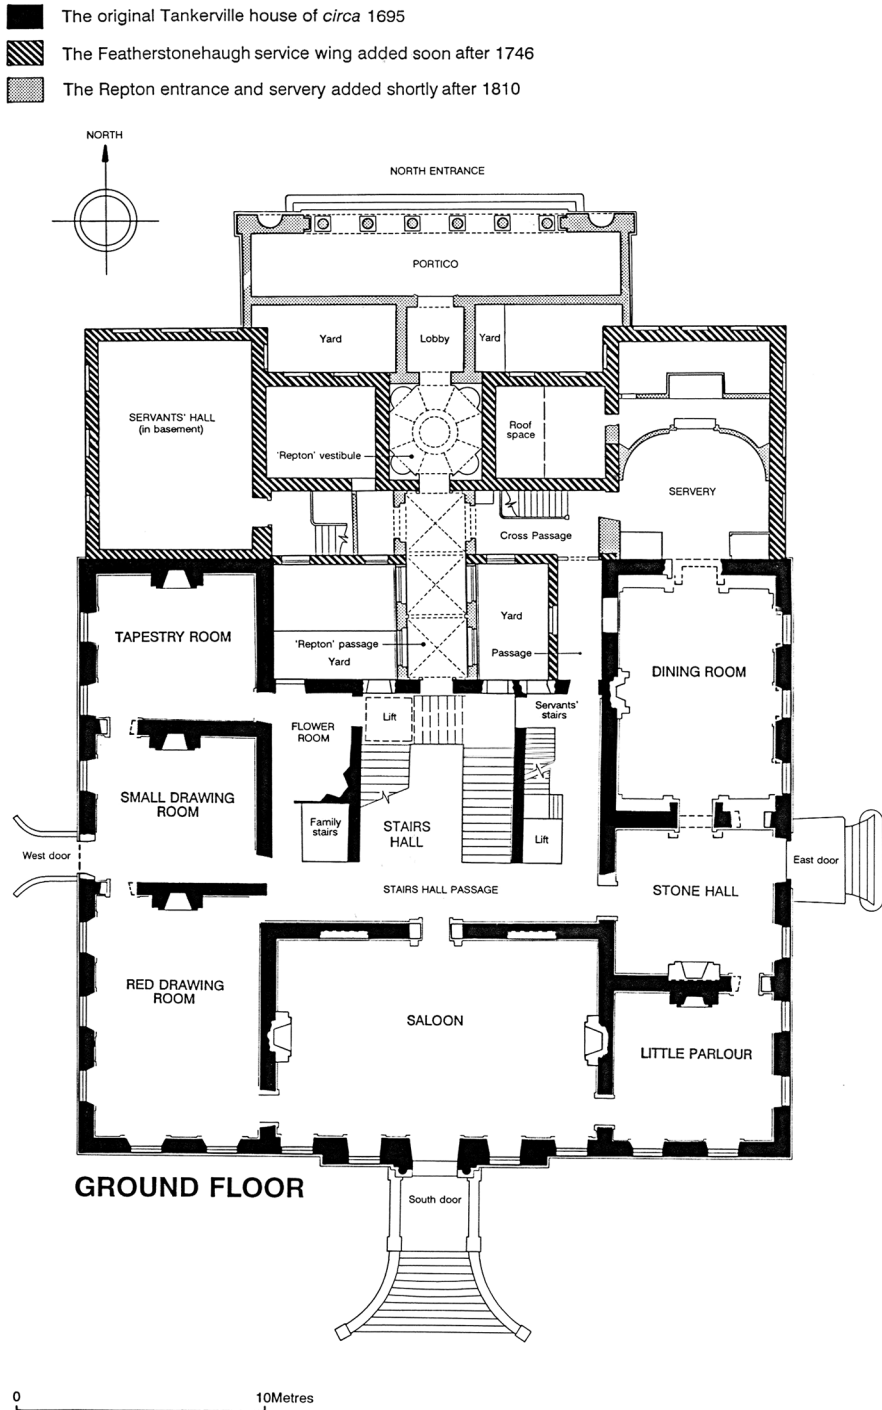 The original Tankerville house of circa 1695
The Featherstonehaugh service wing added soon after 1746
The Repton entrance and servery added shortly after 1810
NORTH
NORTH ENTRANCE
PORTICO
Yard
Lobby
Yard
SERVANTS' HALL
(in basement)
'Repton' vestibule
Roof
space
SERVERY
Cross Passage
TAPESTRY ROOM
'Repton' passage
Yard
Yard
Passage
DINING ROOM
FLOWER
ROOM
Lift
Servants'
stairs
SMALL DRAWING
ROOM
Family
stairs
STAIRS
HALL
Lift
West door
East door
STAIRS HALL PASSAGE
STONE HALL
RED DRAWING
ROOM
SALOON
LITTLE PARLOUR
GROUND FLOOR
South door
0
10Metres